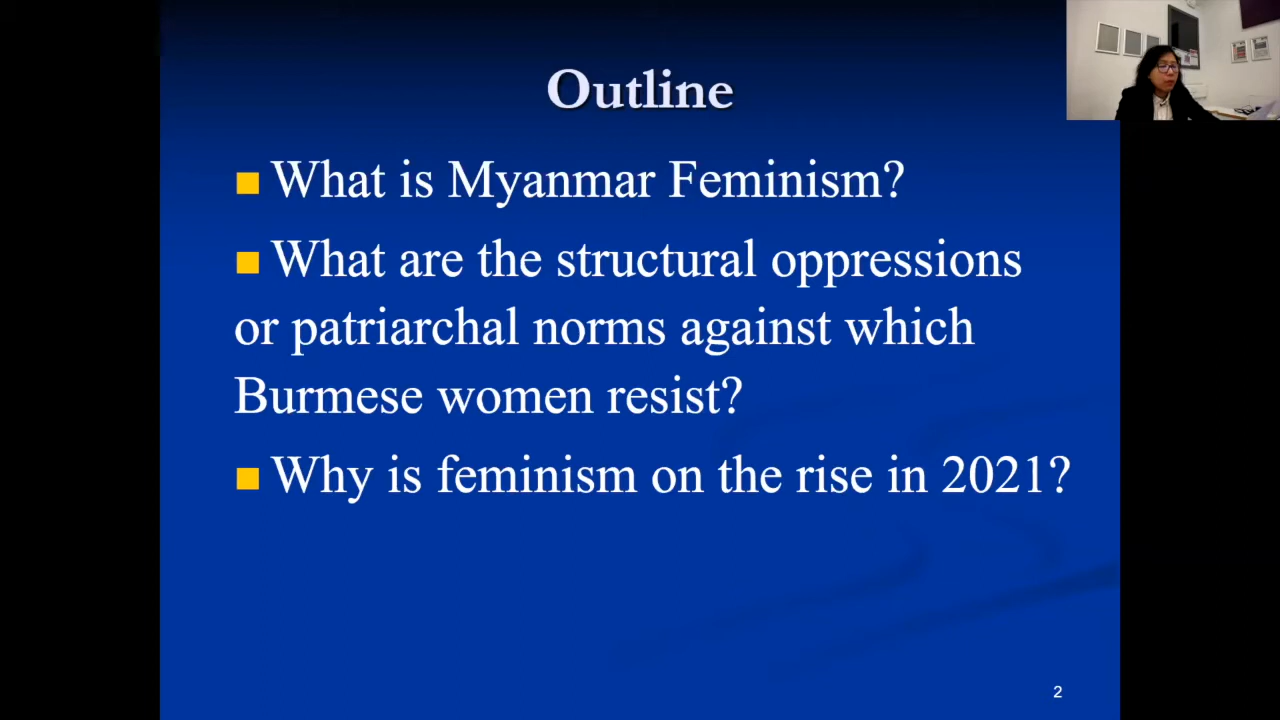 Outline
What is Myanmar Feminism?
What are the structural oppressions
or patriarchal norms against which
Burmese women resist?
Why is feminism on the rise in 2021?
2